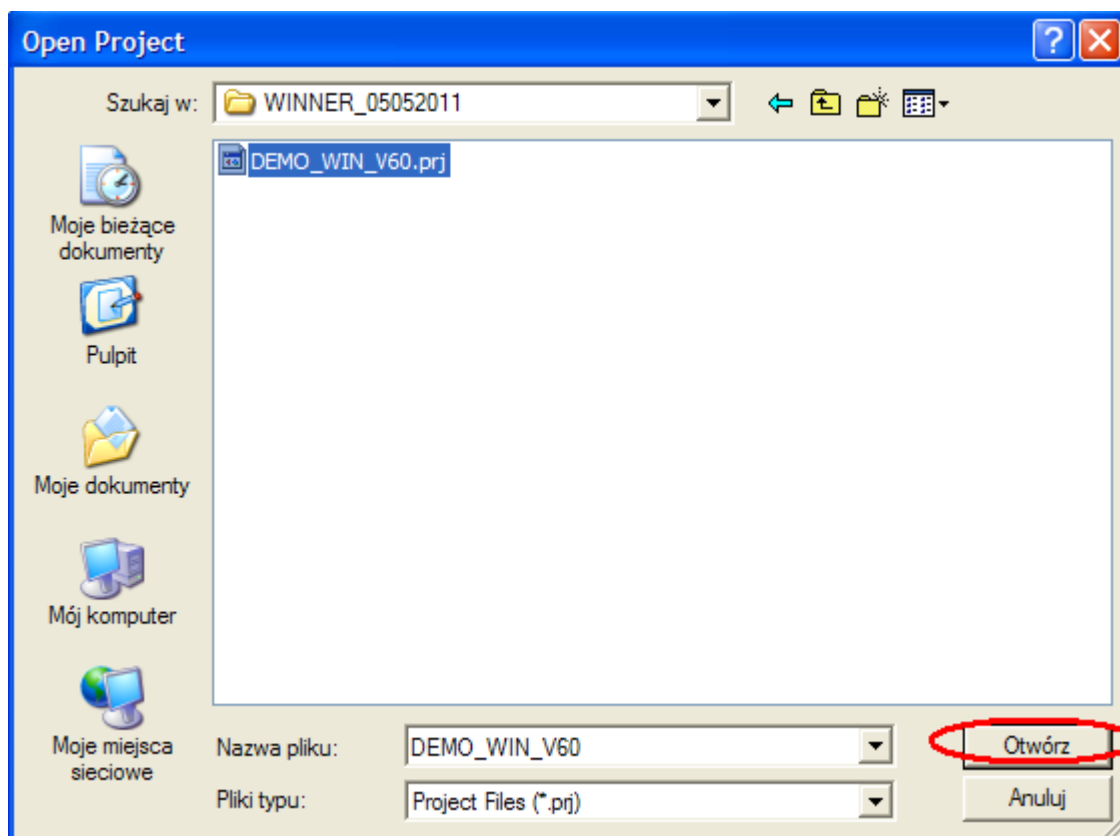 Open Project
Szukaj w:
WINNER_05052011
DEMO_WIN_V60.prj
Moje bieżące
dokumenty
Pulpit
Moje dokumenty
Mój komputer
Moje miejsca
sieciowe
Nazwa pliku:
DEMO_WIN_V60
Otwórz
Pliki typu:
Project Files (*.prj)
Anuluj